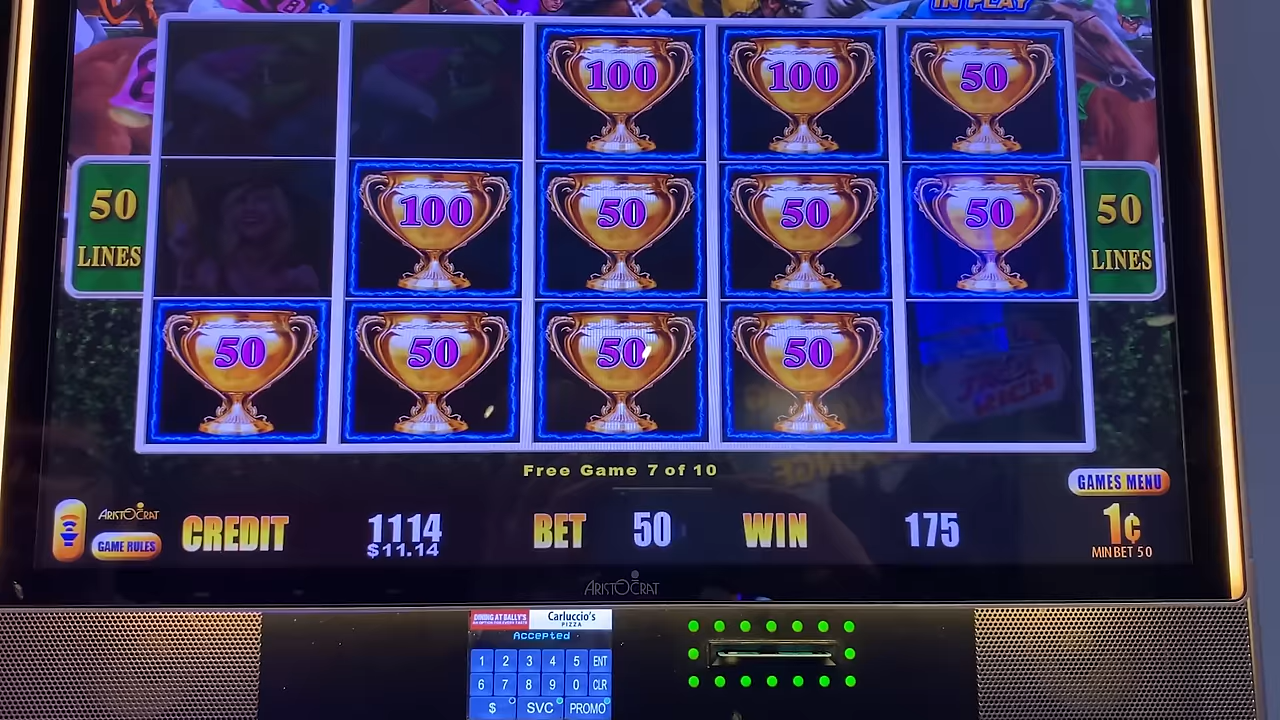 IN PLAY
100 100 50
50 LINES
100 50 50 50
50 LINES
50 50 50 50
Free Game 7 of 10
GAMES MENU
ARISTOCRAT
GAME RULES
CREDIT 1114
$11.14
BET 50
WIN 175
1¢
MIN BET 50
ARISTOCRAT
DINING AT BALLY'S
Carluccio's
PIZZA
Accepted
1 2 3 4 5 ENT
6 7 8 9 0 CLR
$ SVC PROMO